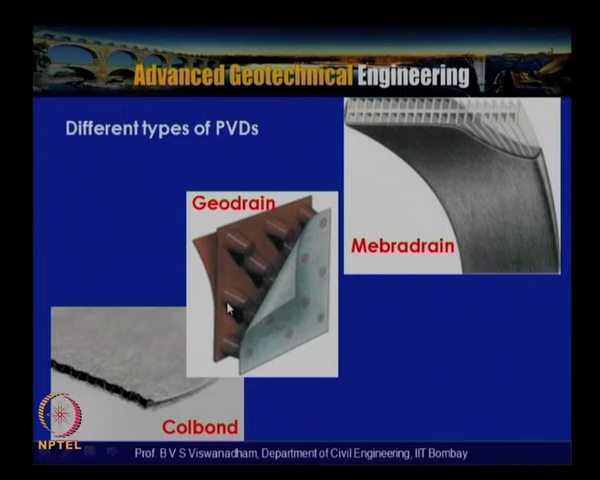 Advanced Geotechnical Engineering
Different types of PVDs
Geodrain
Mebradrain
Colbond
NPTEL
Prof. B V S Viswanadham, Department of Civil Engineering, IIT Bombay